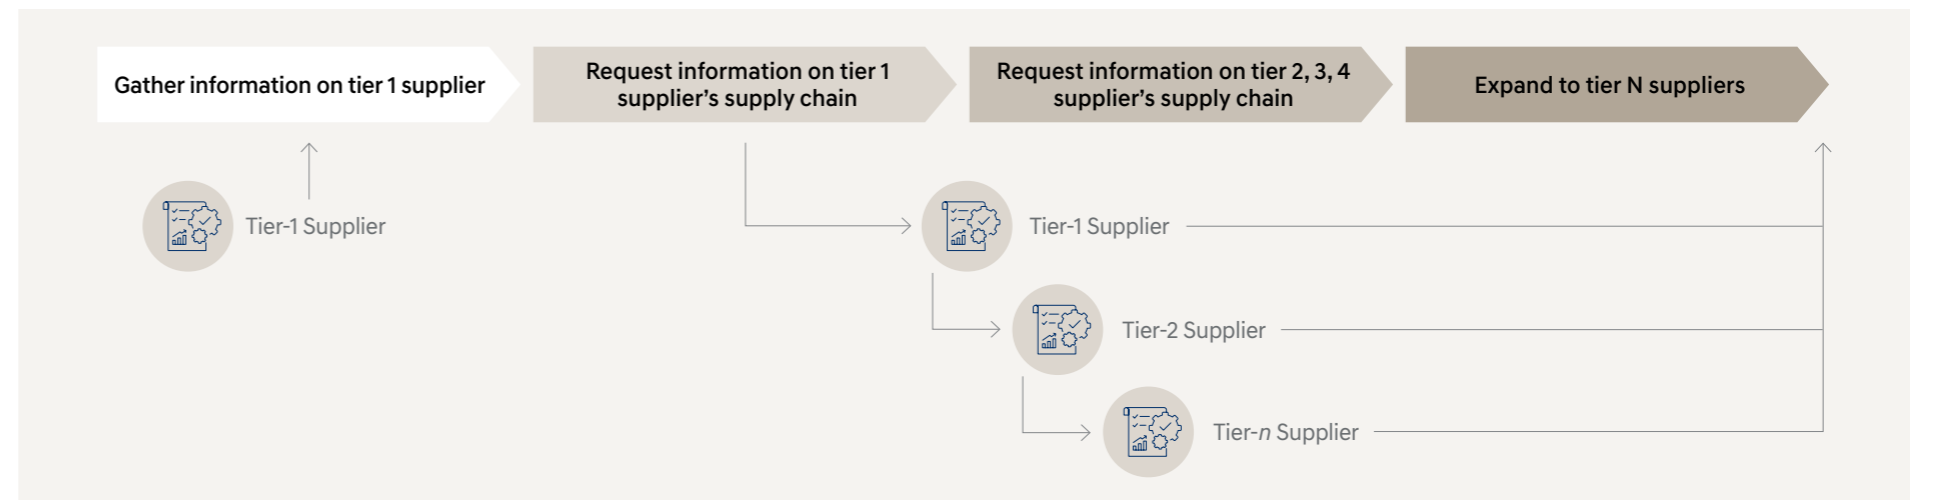 Gather information on tier 1 supplier
Request information on tier 1
supplier’s supply chain
Request information on tier 2, 3, 4
supplier’s supply chain
Expand to tier N suppliers
Tier-1 Supplier
Tier-1 Supplier
Tier-2 Supplier
Tier-n Supplier